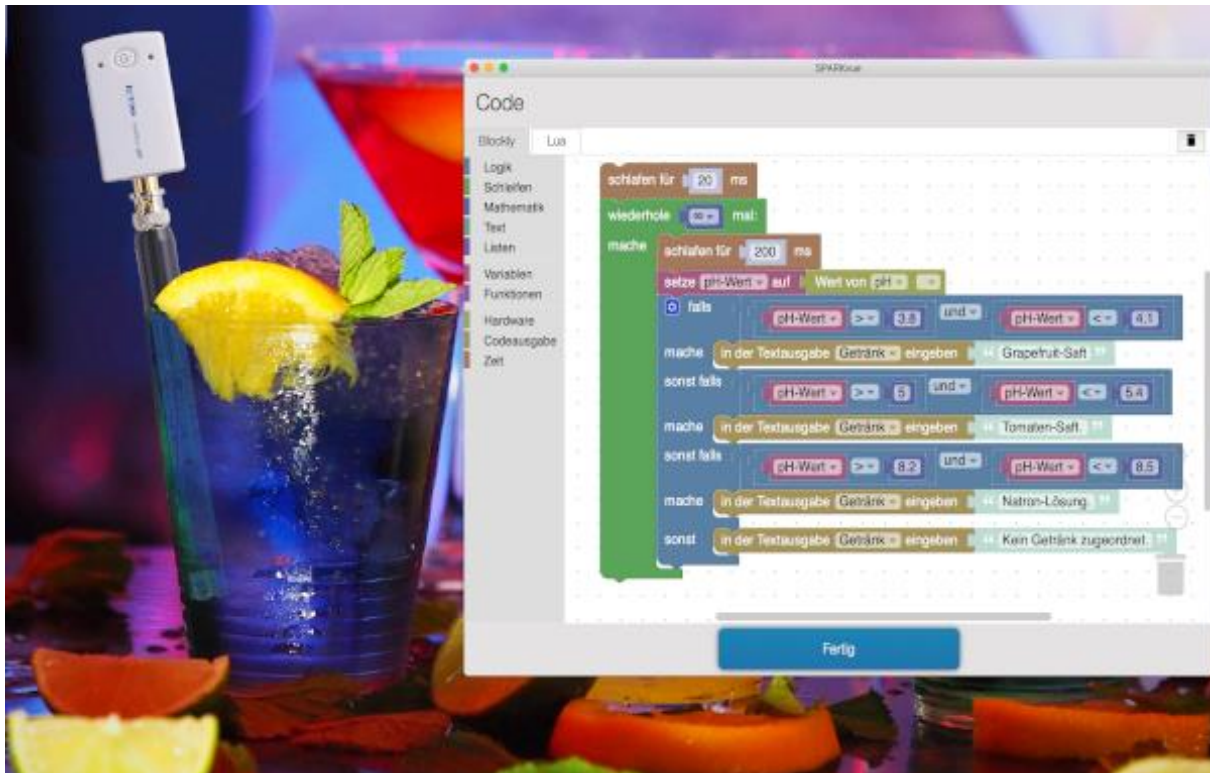 SPARKvue
Code
Blockly Lua
Logik
Schleifen
Mathematik
Text
Listen
Variablen
Funktionen
Hardware
Codeausgabe
Zeit
schlafen für 20 ms
wiederhole ∞ mal:
mache schlafen für 200 ms
setze pH-Wert auf Wert von pH
falls pH-Wert > 3.8 und pH-Wert < 4.1
mache in der Textausgabe Getränk eingeben “ Grapefruit-Saft ”
sonst falls pH-Wert > 5 und pH-Wert < 5.4
mache in der Textausgabe Getränk eingeben “ Tomaten-Saft. ”
sonst falls pH-Wert > 8.2 und pH-Wert < 8.5
mache in der Textausgabe Getränk eingeben “ Natron-Lösung. ”
sonst in der Textausgabe Getränk eingeben “ Kein Getränk zugeordnet. ”
Fertig